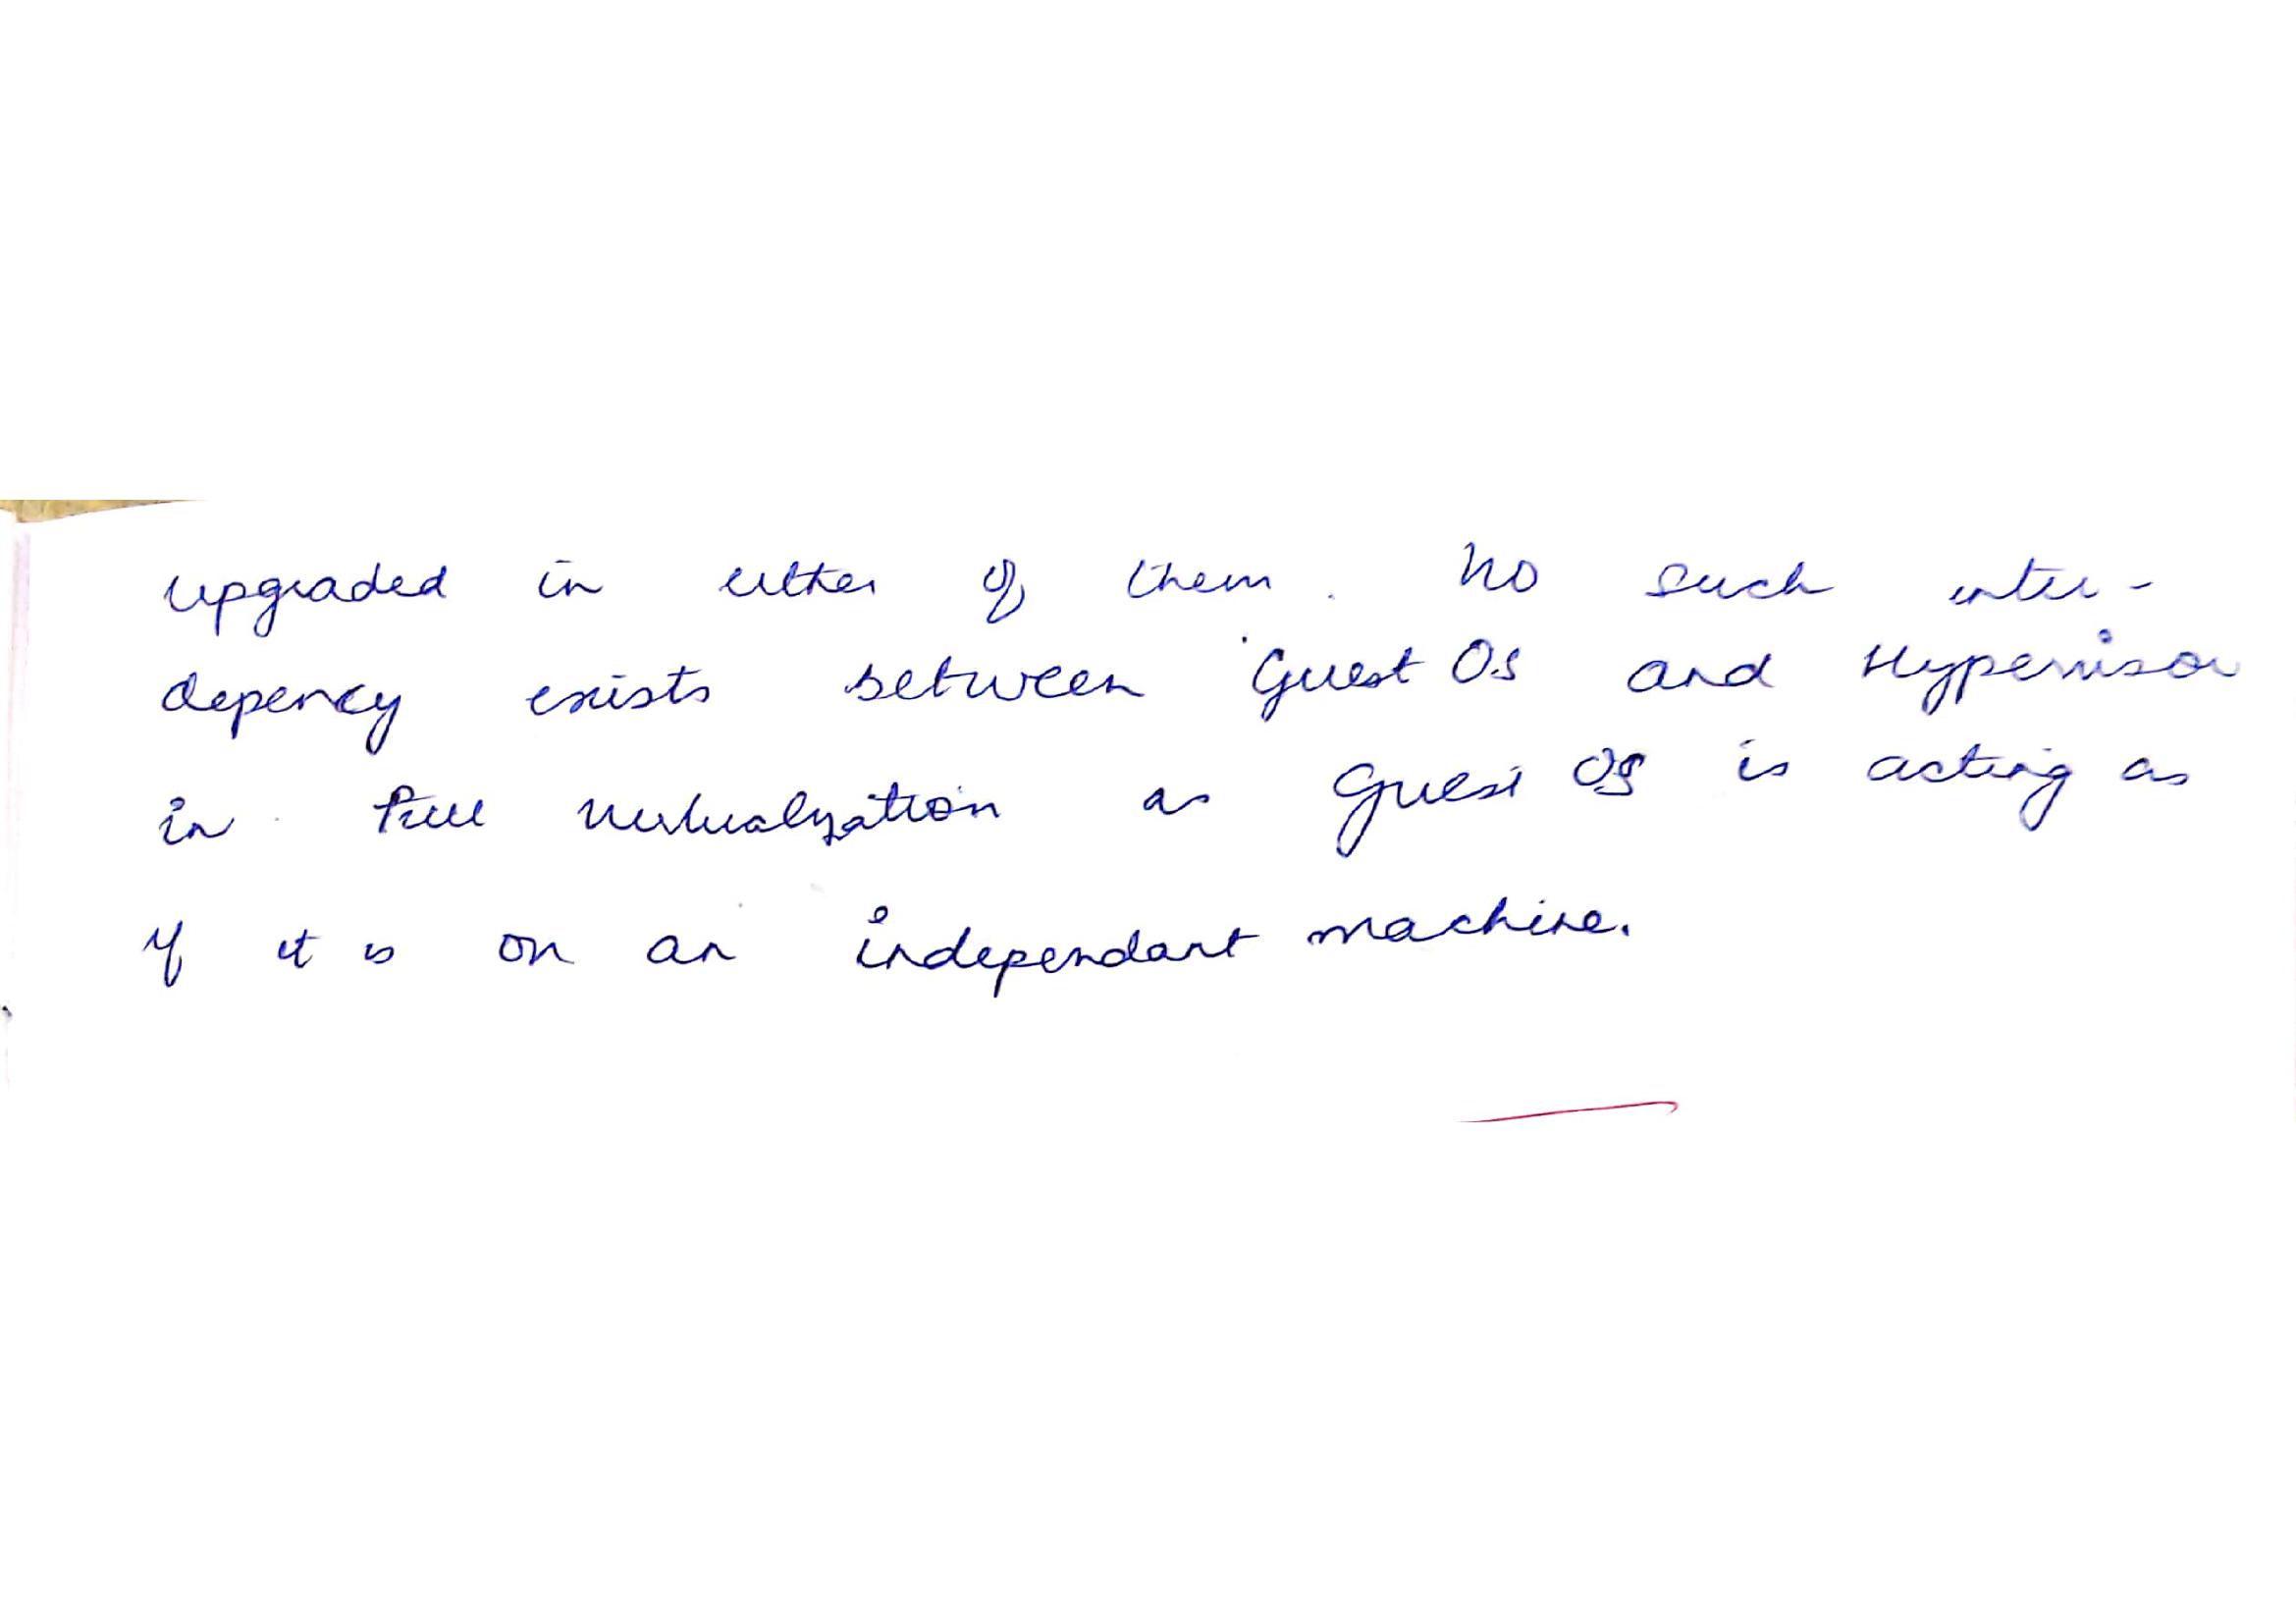 upgraded in either of them. No such inter-
depency exists between Guest OS and Hypervisor
in full virtualization as Guest OS is acting as
if it is on an independant machine.